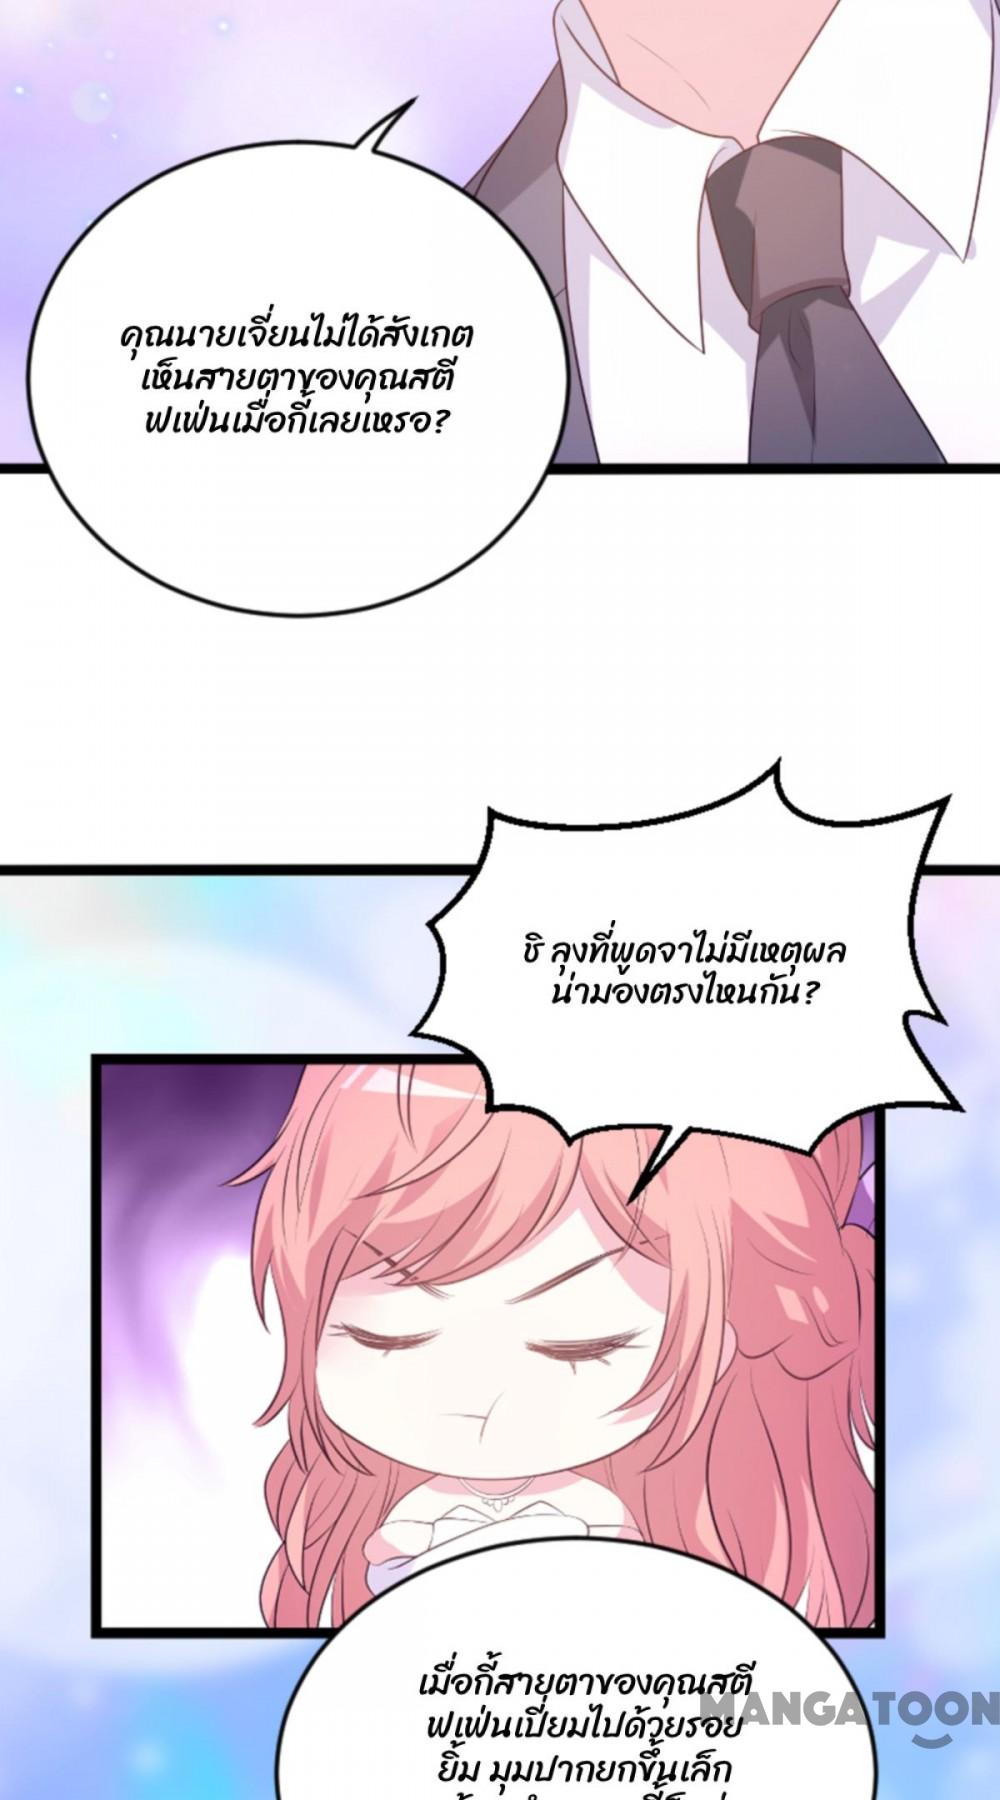 คุณนายเจี่ยนไม่ได้สังเกต
เห็นสายตาของคุณสตี
ฟเฟ่นเมื่อกี้เลยเหรอ?
ชิ ลุงที่พูดจาไม่มีเหตุผล
น่ามองตรงไหนกัน?
เมื่อกี้สายตาของคุณสตี
ฟเฟ่นเปี่ยมไปด้วยรอย
ยิ้ม มุมปากยกขึ้นเล็ก
MANGATOON